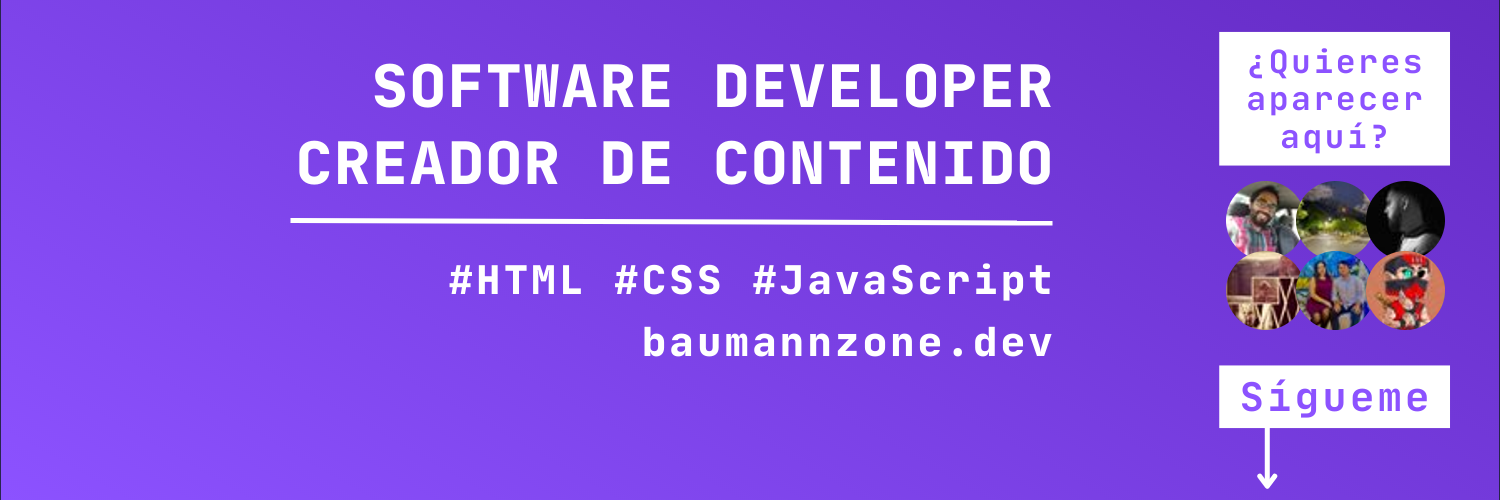 SOFTWARE DEVELOPER
CREADOR DE CONTENIDO
#HTML #CSS #JavaScript
baumannzone.dev
¿Quieres
aparecer
aquí?
Sígueme